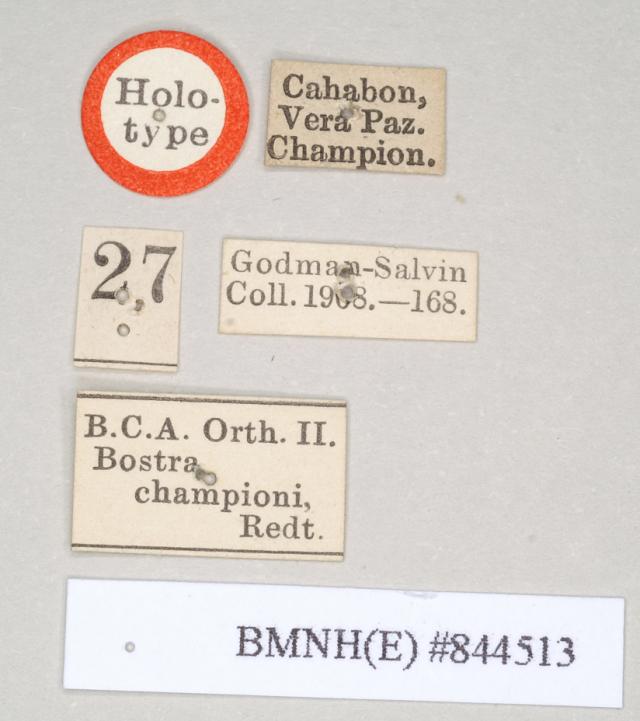 Holo-
type
Cahabon,
Vera Paz.
Champion.
27
Godman-Salvin
Coll. 1908.—168.
B.C.A. Orth. II.
Bostra
championi,
Redt.
BMNH(E) #844513